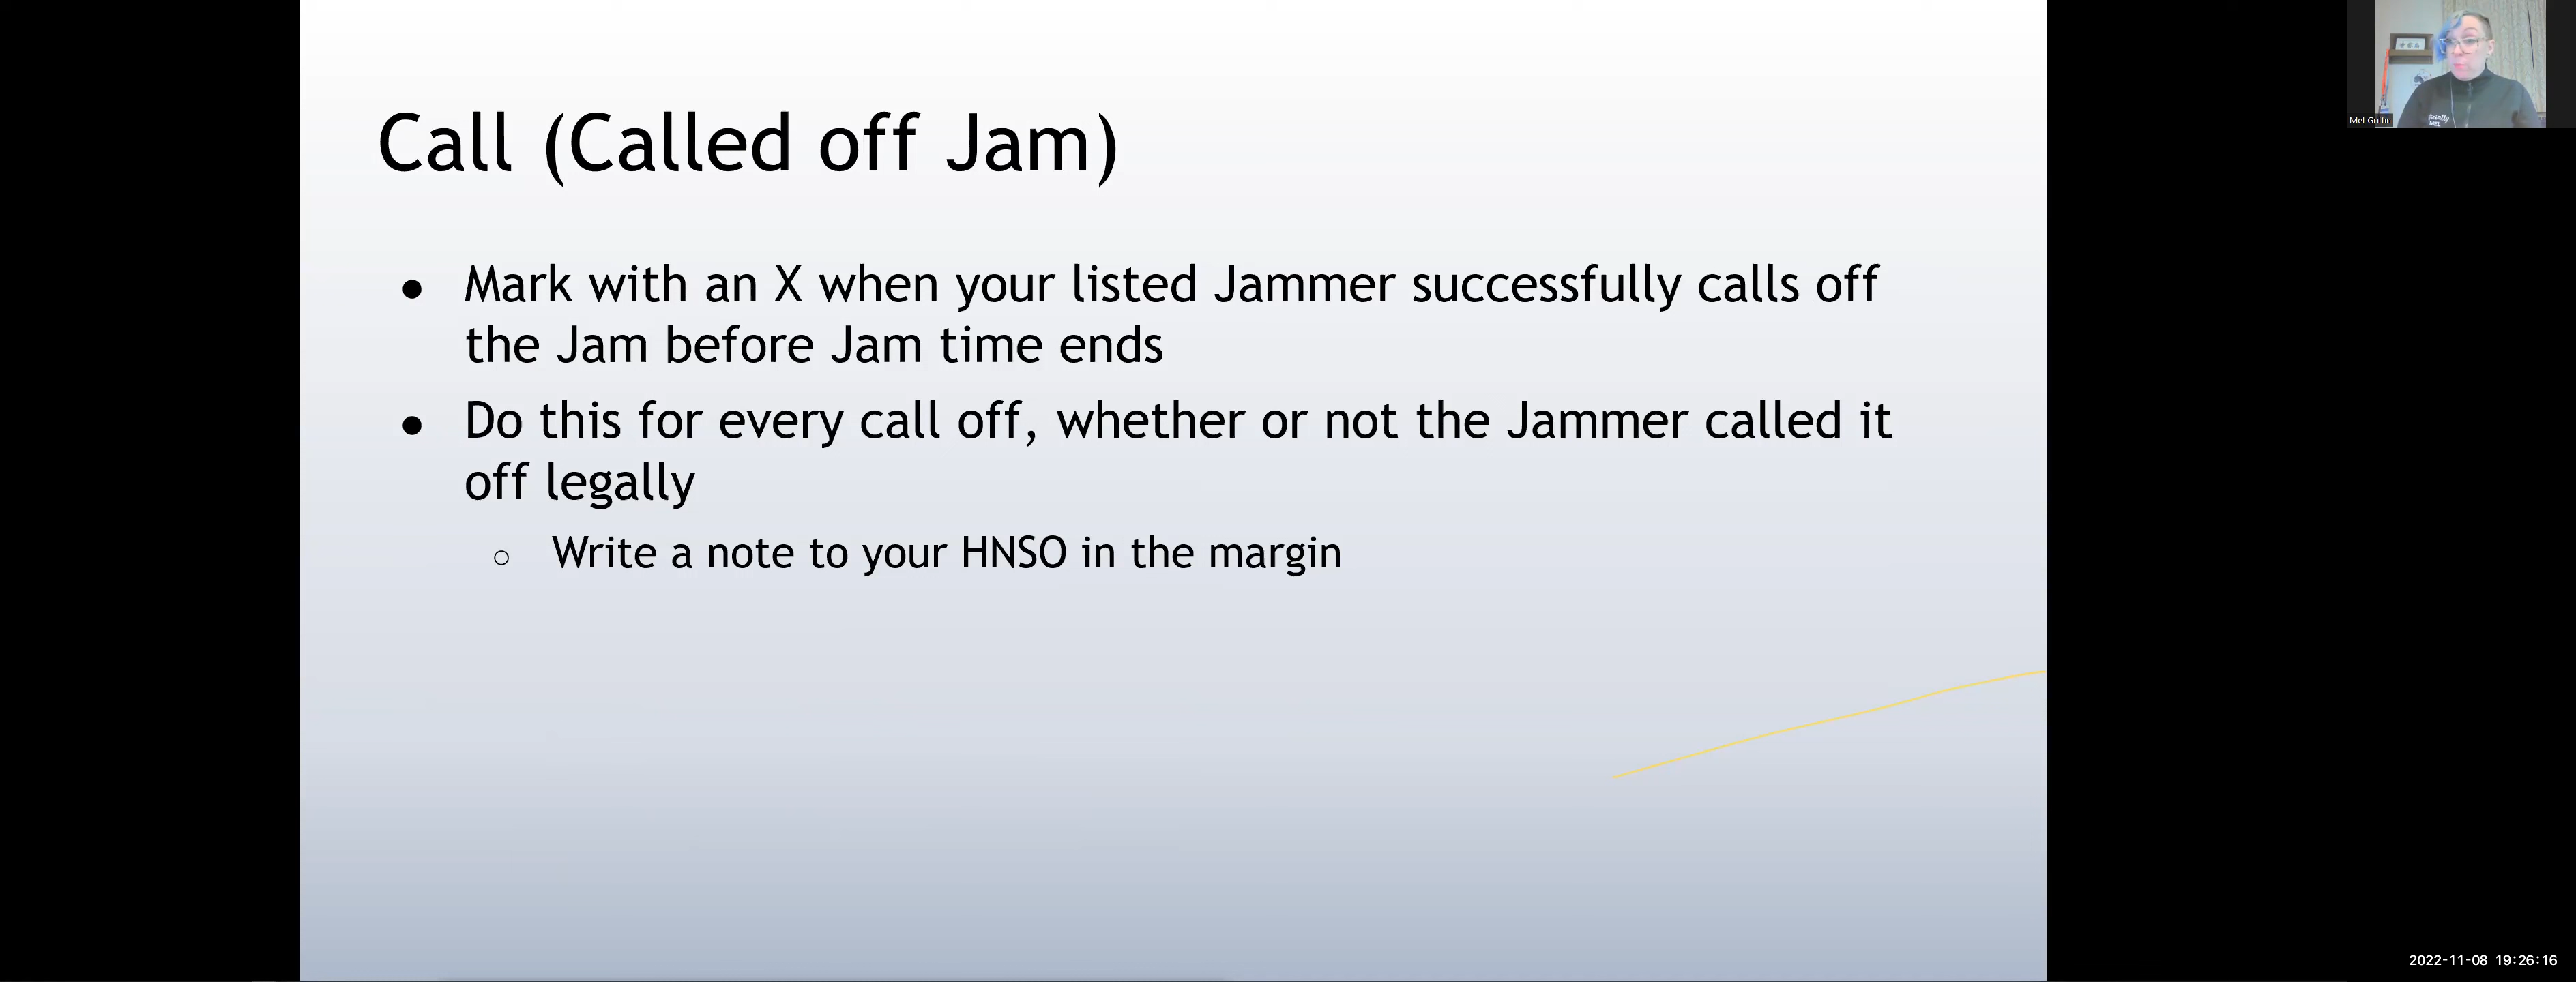 Call (Called off Jam)
● Mark with an X when your listed Jammer successfully calls off
the Jam before Jam time ends
● Do this for every call off, whether or not the Jammer called it
off legally
○ Write a note to your HNSO in the margin
Mel Griffin
2022-11-08 19:26:16